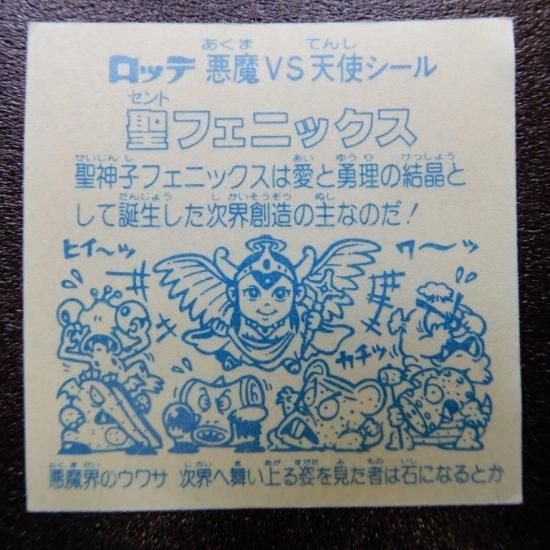 ロッテ 悪魔VS天使シール
あくま てんし
セント
聖フェニックス
せいじんし あい ゆうり けっしょう
聖神子フェニックスは愛と勇理の結晶と
たんじょう じかいそうぞう ぬし
して誕生した次界創造の主なのだ!
ヒイ〜ッ
ワ〜ッ
カチッ
あくまかい じかい ま あが すがた み もの いし
悪魔界のウワサ 次界へ舞い上る姿を見た者は石になるとか